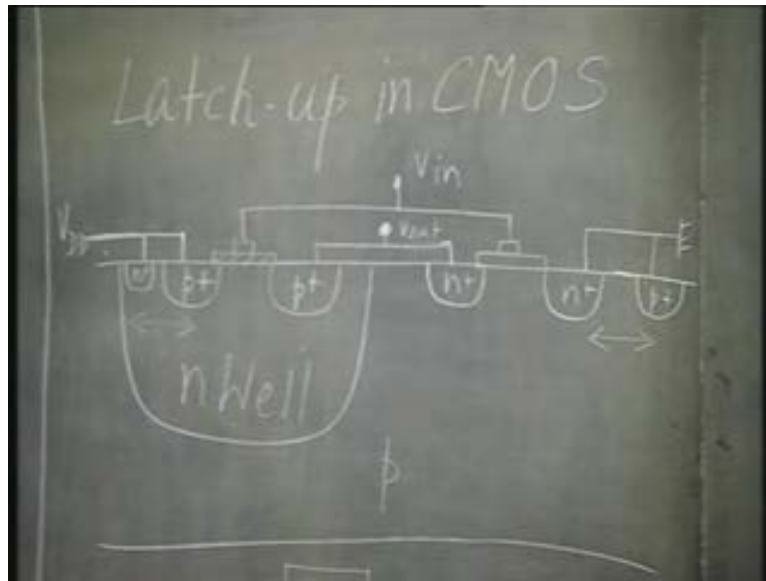 Latch-up in CMOS
Vin
VDD
Vout
p+ p+ n+ n+ p+
nWell
p